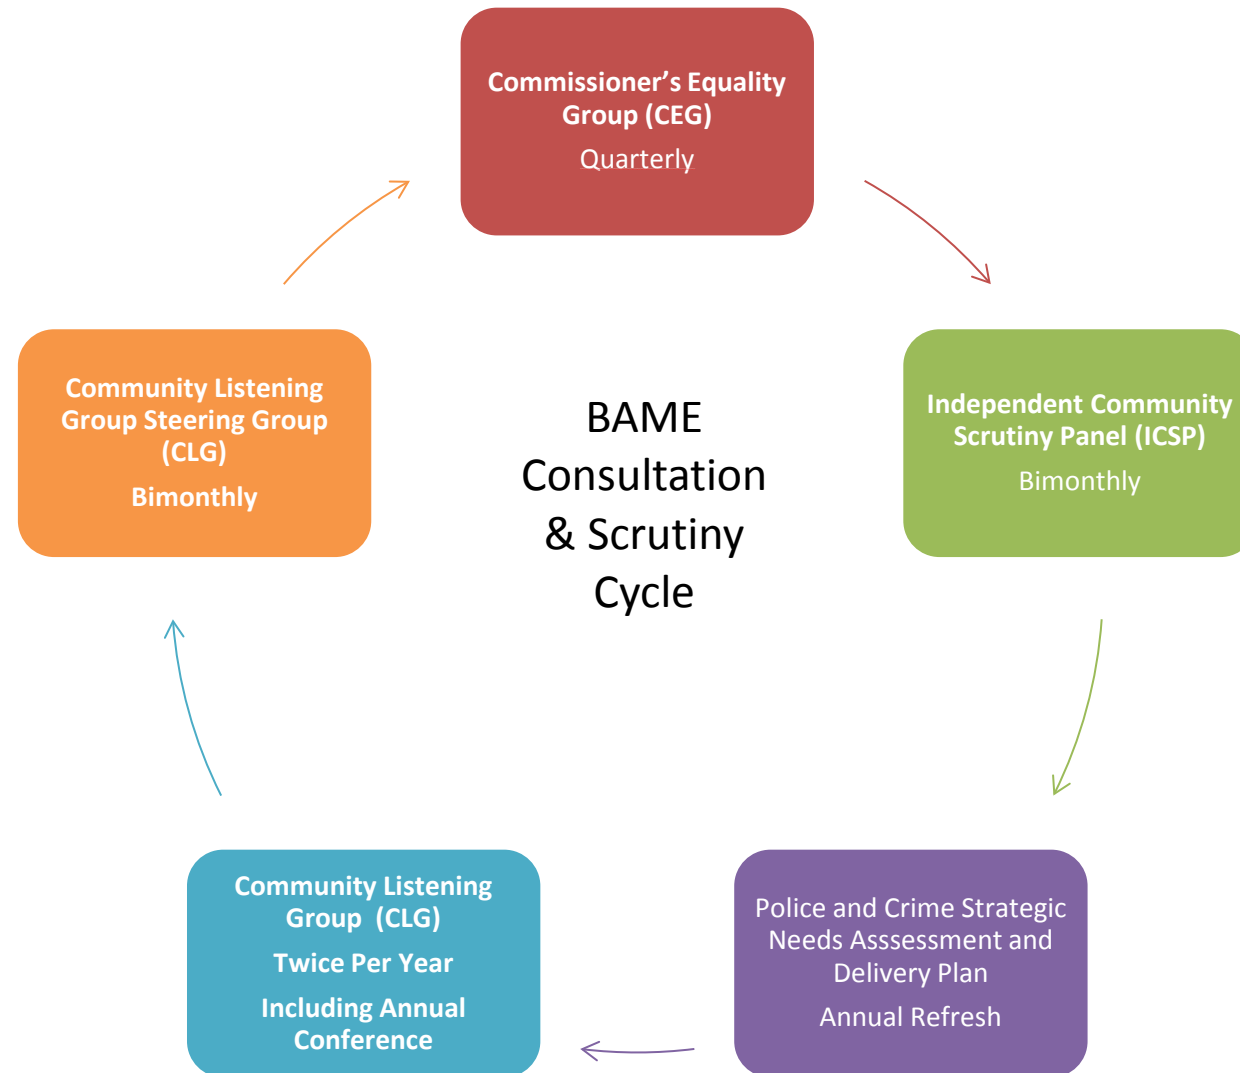 Commissioner’s Equality
Group (CEG)
Quarterly
Independent Community
Scrutiny Panel (ICSP)
Bimonthly
Police and Crime Strategic
Needs Asssessment and
Delivery Plan
Annual Refresh
Community Listening
Group (CLG)
Twice Per Year
Including Annual
Conference
Community Listening
Group Steering Group
(CLG)
Bimonthly
BAME
Consultation
& Scrutiny
Cycle